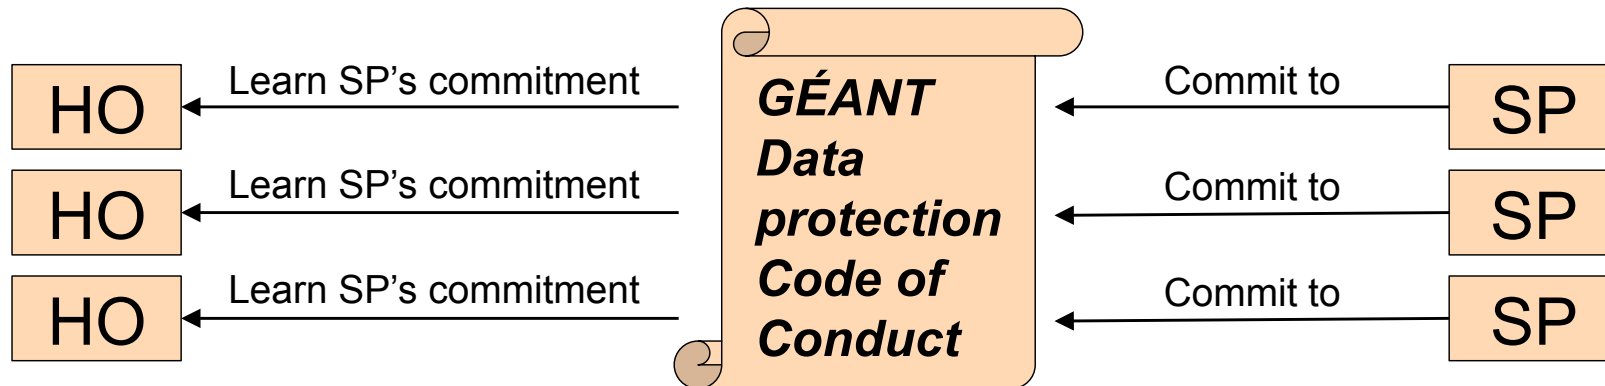 HO
Learn SP’s commitment
GÉANT
Data
protection
Code of
Conduct
Commit to
SP
HO
Learn SP’s commitment
Commit to
SP
HO
Learn SP’s commitment
Commit to
SP